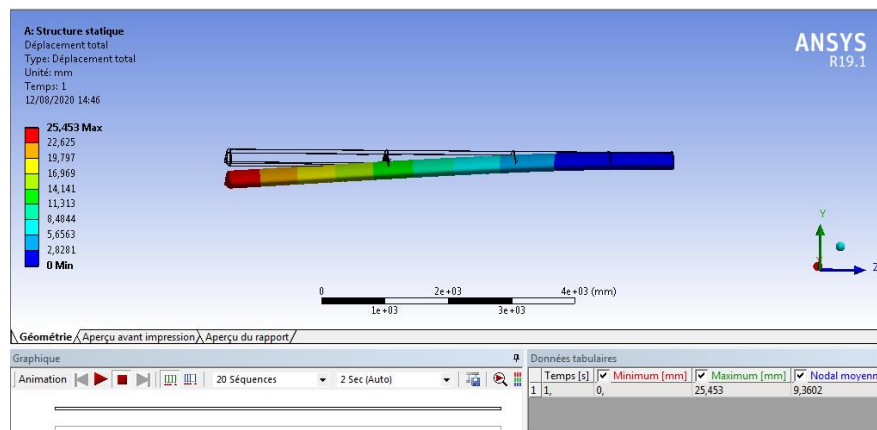 A: Structure statique
Déplacement total
Type: Déplacement total
Unité: mm
Temps: 1
12/08/2020 14:46
ANSYS
R19.1
25,453 Max
22,625
19,797
16,969
14,141
11,313
8,4844
5,6563
2,8281
0 Min
Y
Z
0 2e+03 4e+03 (mm)
1e+03 3e+03
Géométrie Aperçu avant impression Aperçu du rapport
Graphique
Animation 20 Séquences 2 Sec (Auto)
Données tabulaires
Temps [s] Minimum [mm] Maximum [mm] Nodal moyenn
1 1, 0, 25,453 9,3602